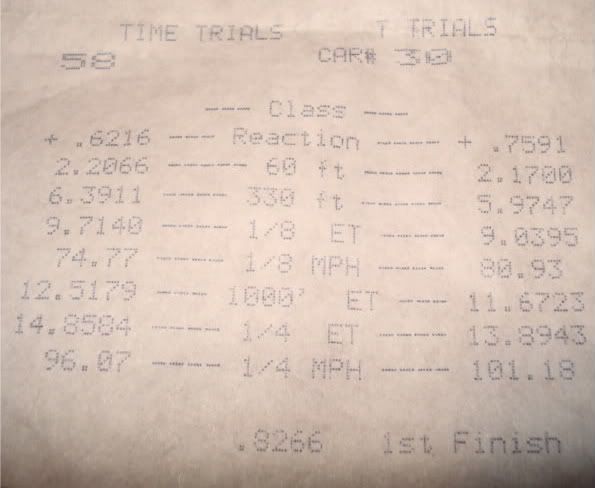 TIME TRIALS T TRIALS
58 CAR# 30
---- Class ----
+ .6216 ---- Reaction ---- + .7591
2.2066 ---- 60 ft ---- 2.1700
6.3911 ---- 330 ft ---- 5.9747
9.7140 ---- 1/8 ET ---- 9.0395
74.77 ---- 1/8 MPH ---- 80.93
12.5179 ---- 1000' ET ---- 11.6723
14.8584 ---- 1/4 ET ---- 13.8943
96.07 ---- 1/4 MPH ---- 101.18
.8266 1st Finish